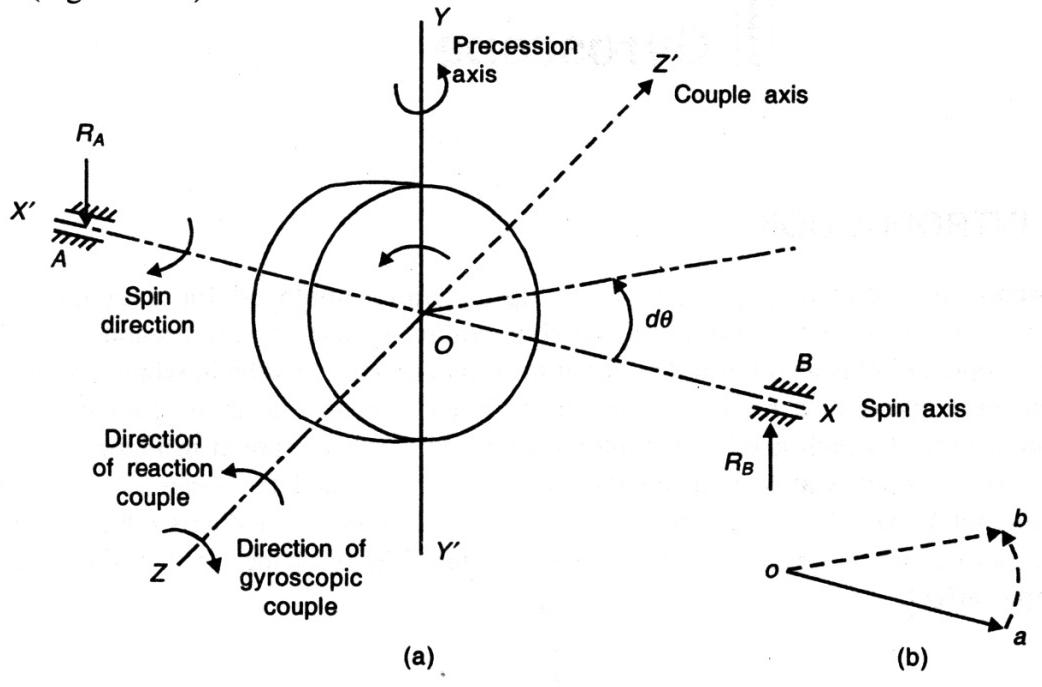 Y
Precession
axis
Z'
Couple axis
R_A
X'
A
Spin
direction
O
dθ
B
X Spin axis
R_B
Direction
of reaction
couple
Z
Direction of
gyroscopic
couple
Y'
o
b
a
(a)
(b)